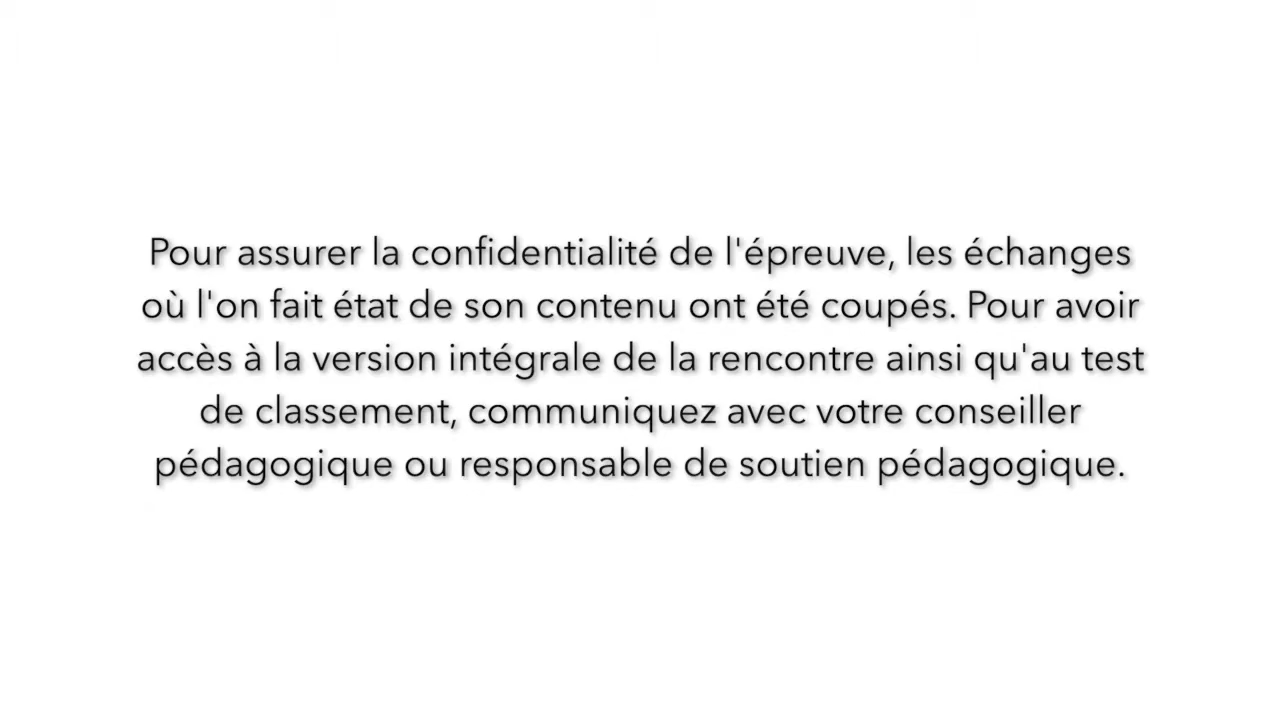 Pour assurer la confidentialité de l'épreuve, les échanges
où l'on fait état de son contenu ont été coupés. Pour avoir
accès à la version intégrale de la rencontre ainsi qu'au test
de classement, communiquez avec votre conseiller
pédagogique ou responsable de soutien pédagogique.